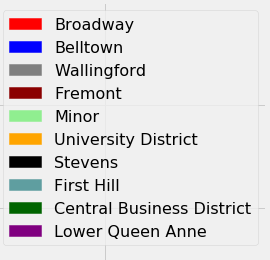 Broadway
Belltown
Wallingford
Fremont
Minor
University District
Stevens
First Hill
Central Business District
Lower Queen Anne